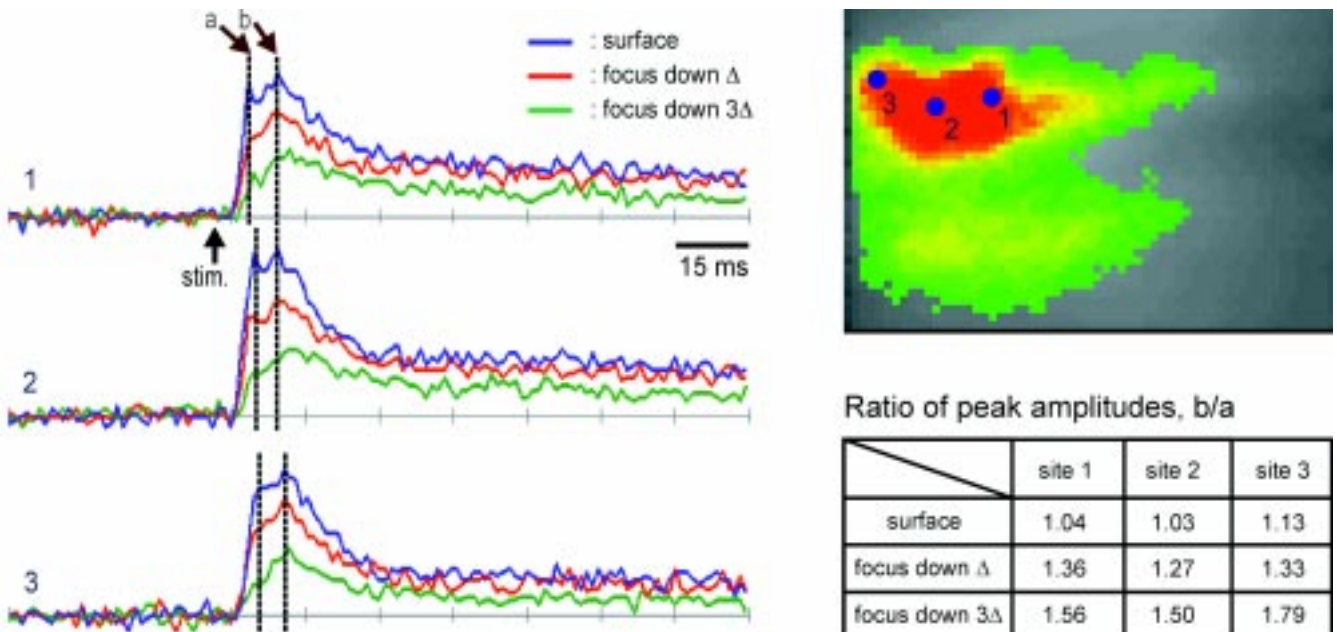 a
b
: surface
: focus down Δ
: focus down 3Δ
1
stim.
15 ms
2
3
3
2
1
Ratio of peak amplitudes, b/a
site 1 site 2 site 3
surface 1.04 1.03 1.13
focus down Δ 1.36 1.27 1.33
focus down 3Δ 1.56 1.50 1.79